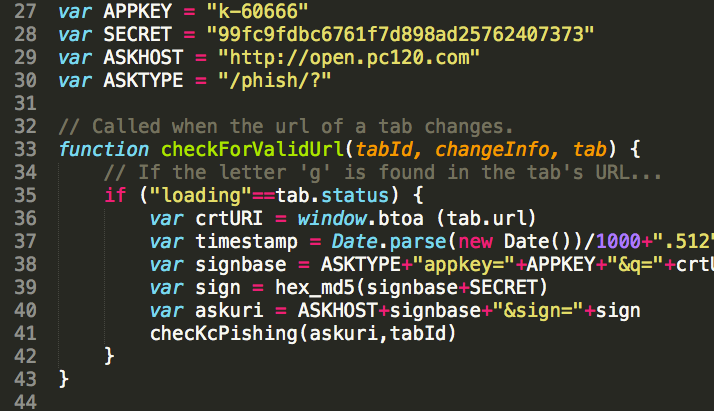 27 var APPKEY = "k-60666"
28 var SECRET = "99fc9fdbc6761f7d898ad25762407373"
29 var ASKHOST = "http://open.pc120.com"
30 var ASKTYPE = "/phish/?"
31
32 // Called when the url of a tab changes.
33 function checkForValidUrl(tabId, changeInfo, tab) {
34 // If the letter 'g' is found in the tab's URL...
35 if ("loading"==tab.status) {
36 var crtURI = window.btoa (tab.url)
37 var timestamp = Date.parse(new Date())/1000+".512"
38 var signbase = ASKTYPE+"appkey="+APPKEY+"&q="+crtU
39 var sign = hex_md5(signbase+SECRET)
40 var askuri = ASKHOST+signbase+"&sign="+sign
41 checKcPishing(askuri,tabId)
42 }
43 }
44